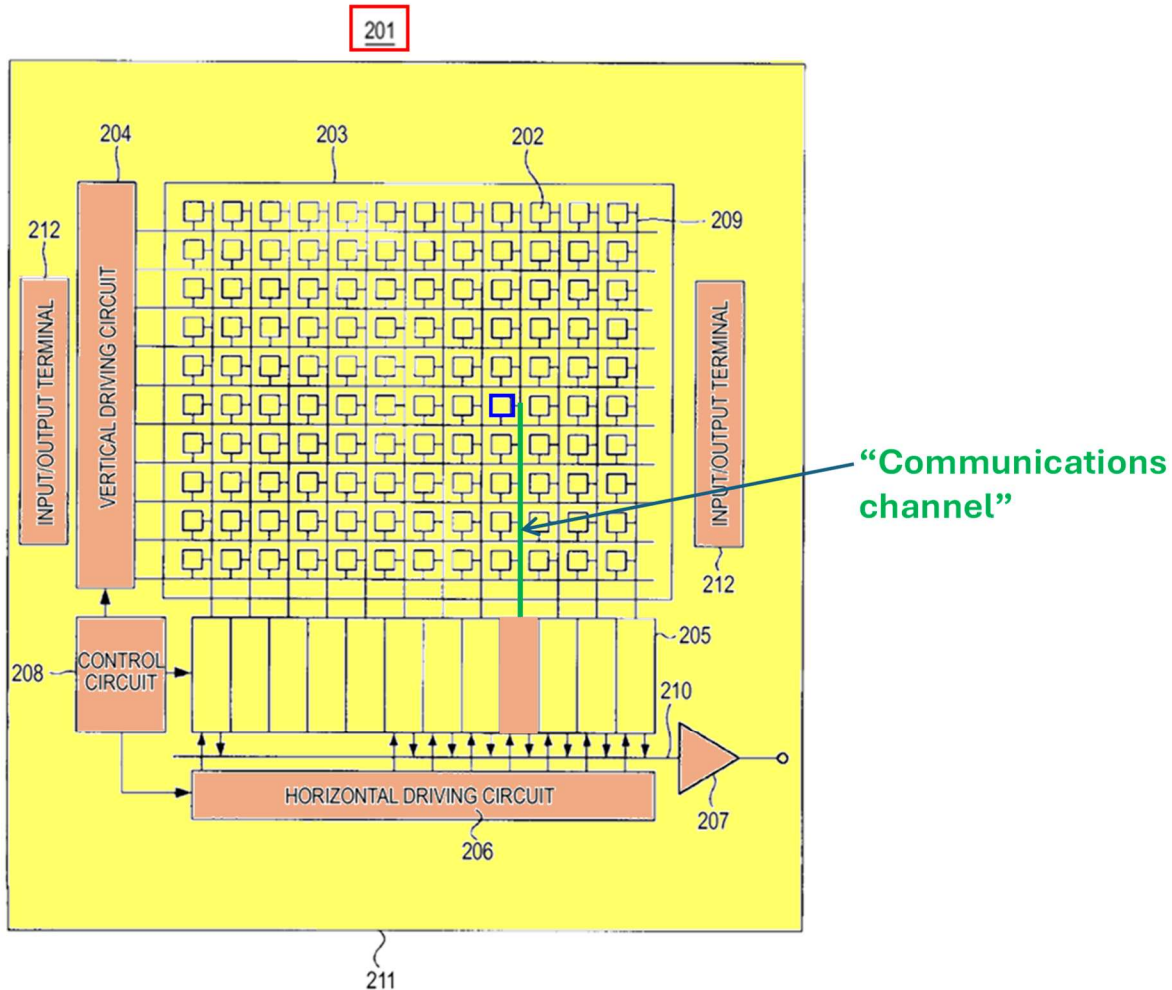 201
204
203
202
209
212
INPUT/OUTPUT TERMINAL
VERTICAL DRIVING CIRCUIT
INPUT/OUTPUT TERMINAL
“Communications
channel”
212
205
208
CONTROL
CIRCUIT
210
HORIZONTAL DRIVING CIRCUIT
207
206
211